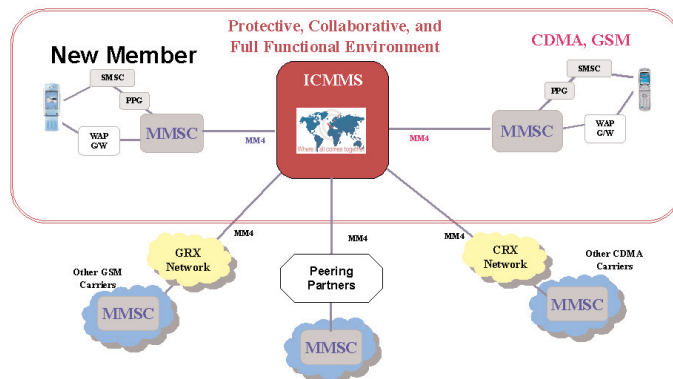 Protective, Collaborative, and
Full Functional Environment
New Member
CDMA, GSM
ICMMS
SMSC
PPG
WAP
G/W
MMSC
MM4
Where it all comes together
MM4
SMSC
PPG
MMSC
WAP
G/W
MM4
MM4
MM4
GRX
Network
CRX
Network
Other GSM
Carriers
Peering
Partners
Other CDMA
Carriers
MMSC
MMSC
MMSC